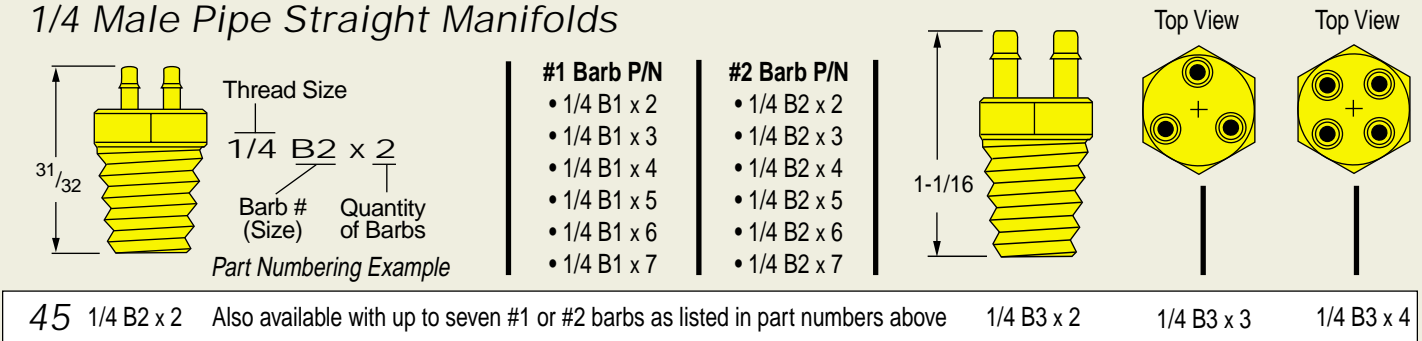 1/4 Male Pipe Straight Manifolds
31/32
Thread Size
1/4 B2 x 2
Barb # (Size)
Quantity of Barbs
Part Numbering Example
#1 Barb P/N
• 1/4 B1 x 2
• 1/4 B1 x 3
• 1/4 B1 x 4
• 1/4 B1 x 5
• 1/4 B1 x 6
• 1/4 B1 x 7
#2 Barb P/N
• 1/4 B2 x 2
• 1/4 B2 x 3
• 1/4 B2 x 4
• 1/4 B2 x 5
• 1/4 B2 x 6
• 1/4 B2 x 7
1-1/16
Top View
Top View
45 1/4 B2 x 2 Also available with up to seven #1 or #2 barbs as listed in part numbers above 1/4 B3 x 2 1/4 B3 x 3 1/4 B3 x 4